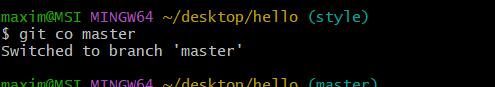 maxim@MSI MINGW64 ~/desktop/hello (style)
$ git co master
Switched to branch 'master'
maxim@MSI MINGW64 ~/desktop/hello (master)